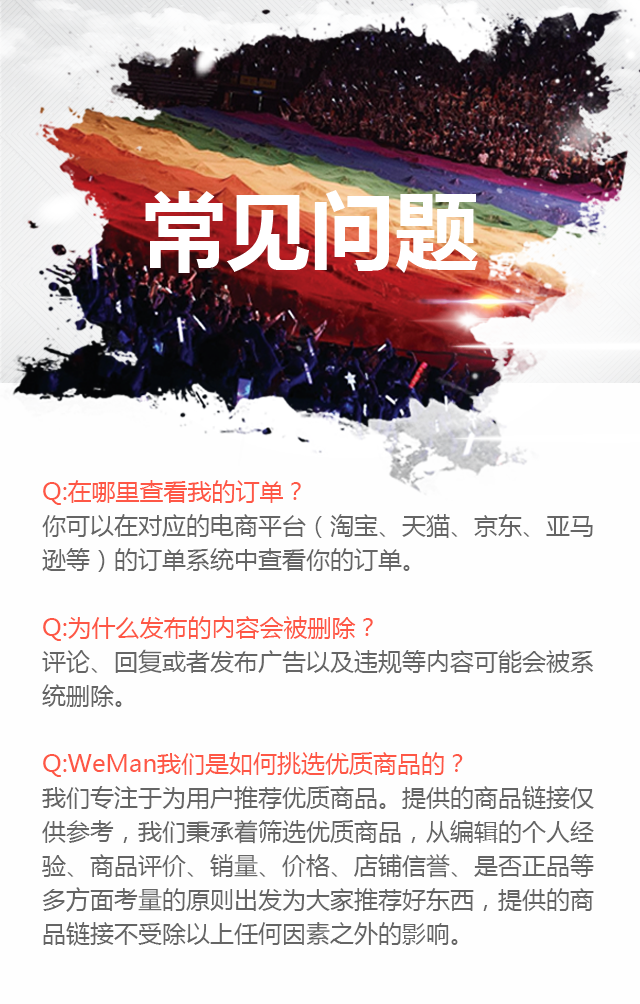 常见问题
Q:在哪里查看我的订单？
你可以在对应的电商平台（淘宝、天猫、京东、亚马
逊等）的订单系统中查看你的订单。
Q:为什么发布的内容会被删除？
评论、回复或者发布广告以及违规等内容可能会被系
统删除。
Q:WeMan我们是如何挑选优质商品的？
我们专注于为用户推荐优质商品。提供的商品链接仅
供参考，我们秉承着筛选优质商品，从编辑的个人经
验、商品评价、销量、价格、店铺信誉、是否正品等
多方面考量的原则出发为大家推荐好东西，提供的商
品链接不受除以上任何因素之外的影响。